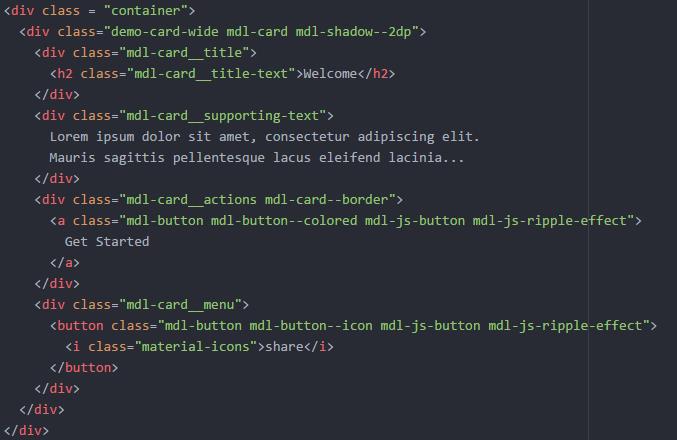 <div class = "container">
  <div class="demo-card-wide mdl-card mdl-shadow--2dp">
    <div class="mdl-card__title">
      <h2 class="mdl-card__title-text">Welcome</h2>
    </div>
    <div class="mdl-card__supporting-text">
      Lorem ipsum dolor sit amet, consectetur adipiscing elit.
      Mauris sagittis pellentesque lacus eleifend lacinia...
    </div>
    <div class="mdl-card__actions mdl-card--border">
      <a class="mdl-button mdl-button--colored mdl-js-button mdl-js-ripple-effect">
        Get Started
      </a>
    </div>
    <div class="mdl-card__menu">
      <button class="mdl-button mdl-button--icon mdl-js-button mdl-js-ripple-effect">
        <i class="material-icons">share</i>
      </button>
    </div>
  </div>
</div>